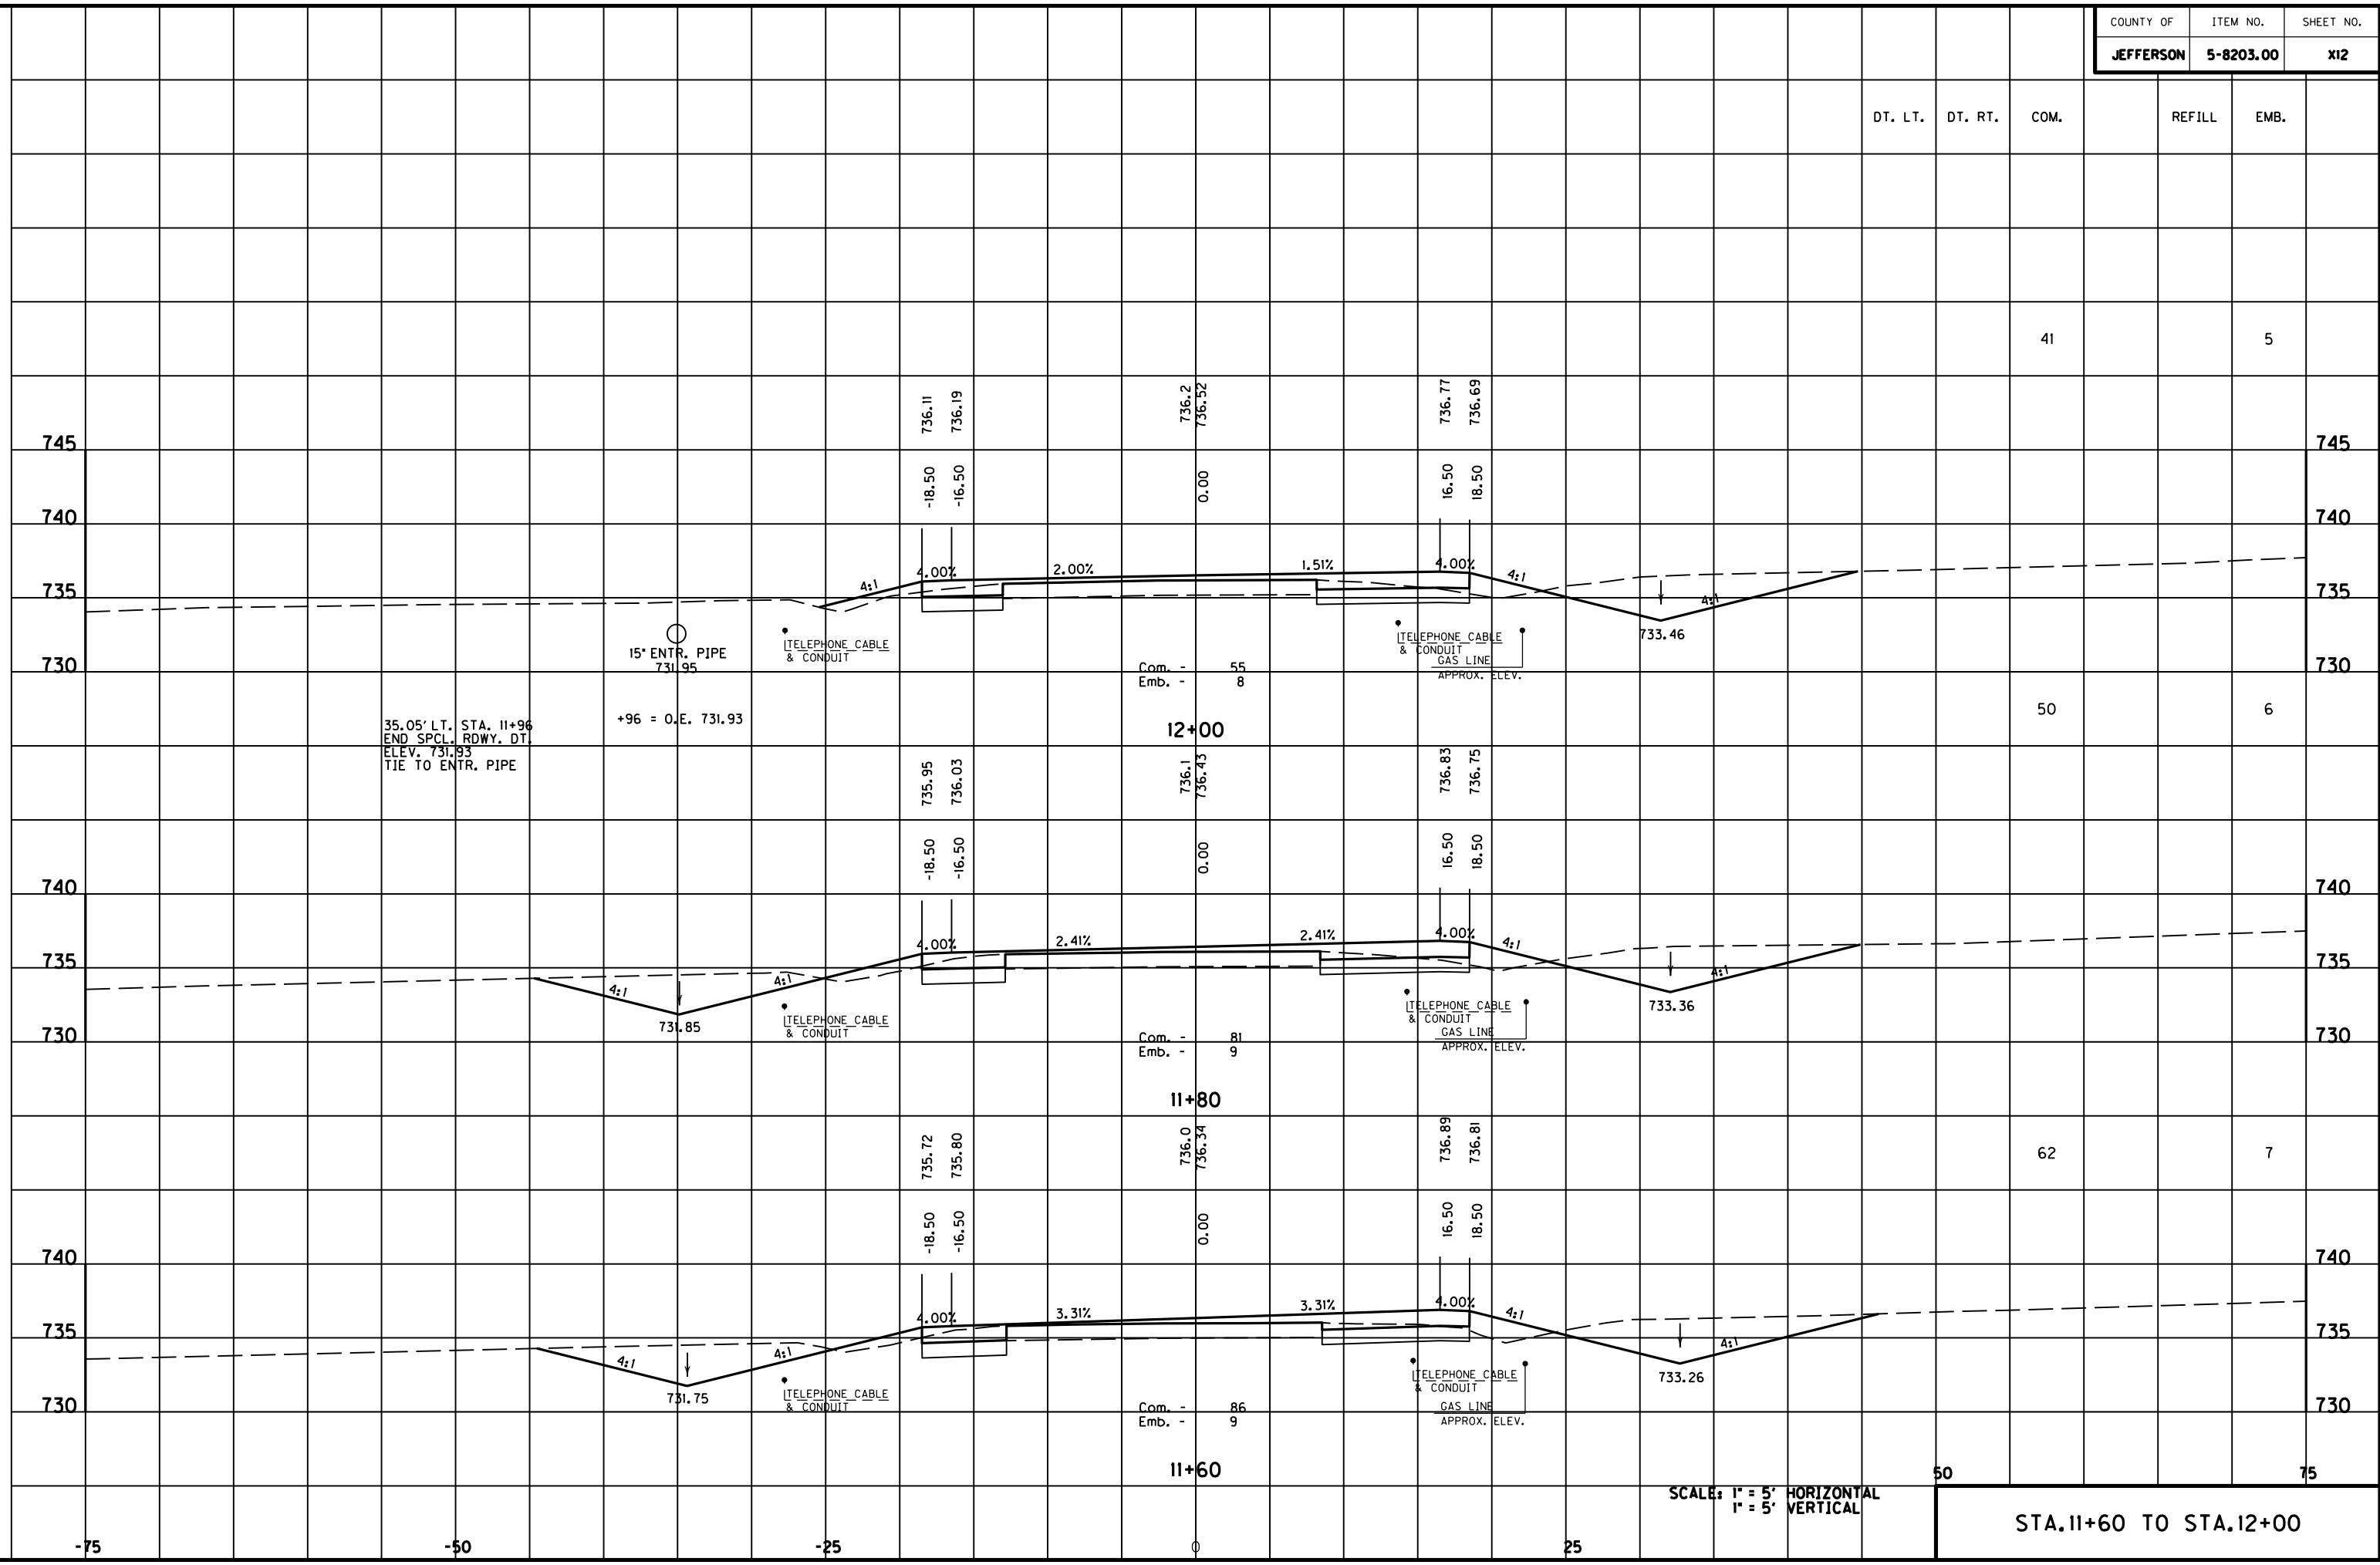 COUNTY OF ITEM NO. SHEET NO.
JEFFERSON 5-8203.00 X12
DT. LT. DT. RT. COM. REFILL EMB.
41 5
736.11 736.19 736.2 736.52 736.77 736.69
745 745
-18.50 -16.50 0.00 16.50 18.50
740 740
4:1 4.00% 2.00% 1.51% 4.00% 4:1 4:1
735 735
15" ENTR. PIPE
731.95
TELEPHONE CABLE
& CONDUIT
TELEPHONE CABLE
& CONDUIT
GAS LINE
APPROX. ELEV.
733.46
730 730
Com. - 55
Emb. - 8
50 6
35.05' LT. STA. 11+96
END SPCL. RDWY. DT.
ELEV. 731.93
TIE TO ENTR. PIPE
+96 = O.E. 731.93
12+00
735.95 736.03 736.1 736.43 736.83 736.75
-18.50 -16.50 0.00 16.50 18.50
740 740
4.00% 2.41% 2.41% 4.00% 4:1
735 735
4:1 4:1 4:1
731.85
TELEPHONE CABLE
& CONDUIT
TELEPHONE CABLE
& CONDUIT
GAS LINE
APPROX. ELEV.
733.36
730 730
Com. - 81
Emb. - 9
11+80
735.72 735.80 736.0 736.34 736.89 736.81
62 7
-18.50 -16.50 0.00 16.50 18.50
740 740
4.00% 3.31% 3.31% 4.00% 4:1
735 735
4:1 4:1 4:1
731.75
TELEPHONE CABLE
& CONDUIT
TELEPHONE CABLE
& CONDUIT
GAS LINE
APPROX. ELEV.
733.26
730 730
Com. - 86
Emb. - 9
11+60
50 75
SCALE: 1" = 5' HORIZONTAL
1" = 5' VERTICAL
STA.11+60 TO STA.12+00
-75 -50 -25 0 25